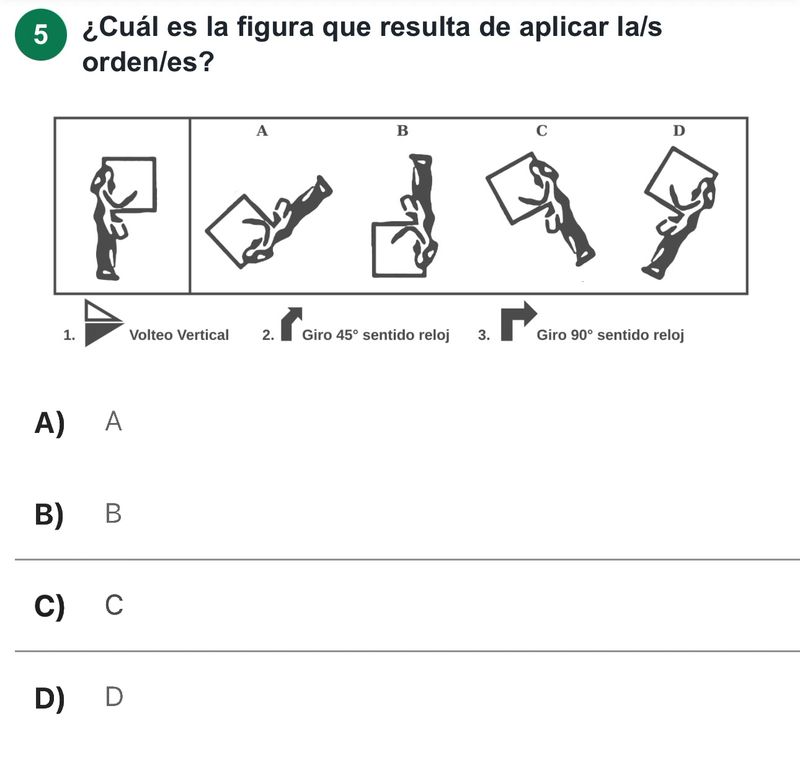 5 ¿Cuál es la figura que resulta de aplicar la/s
orden/es?
A B C D
1. Volteo Vertical 2. Giro 45° sentido reloj 3. Giro 90° sentido reloj
A) A
B) B
C) C
D) D